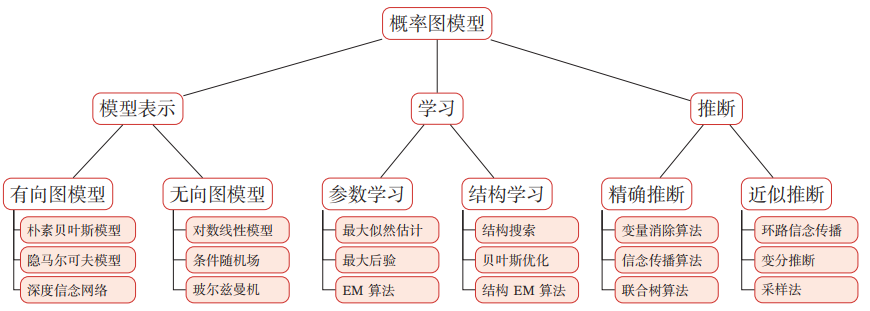 概率图模型
模型表示
学习
推断
有向图模型
无向图模型
参数学习
结构学习
精确推断
近似推断
朴素贝叶斯模型
对数线性模型
最大似然估计
结构搜索
变量消除算法
环路信念传播
隐马尔可夫模型
条件随机场
最大后验
贝叶斯优化
信念传播算法
变分推断
深度信念网络
玻尔兹曼机
EM 算法
结构 EM 算法
联合树算法
采样法